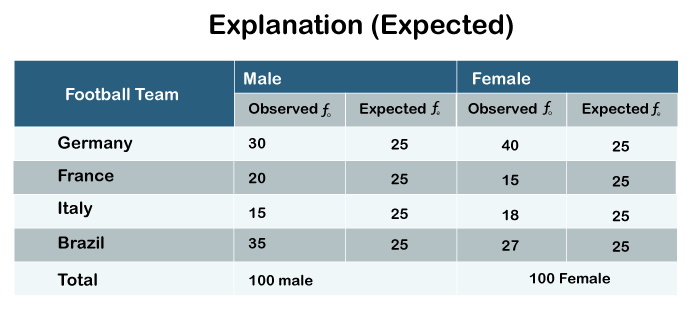 Explanation (Expected)
Football Team Male Female
Observed fₒ Expected fₑ Observed fₒ Expected fₑ
Germany 30 25 40 25
France 20 25 15 25
Italy 15 25 18 25
Brazil 35 25 27 25
Total 100 male 100 Female